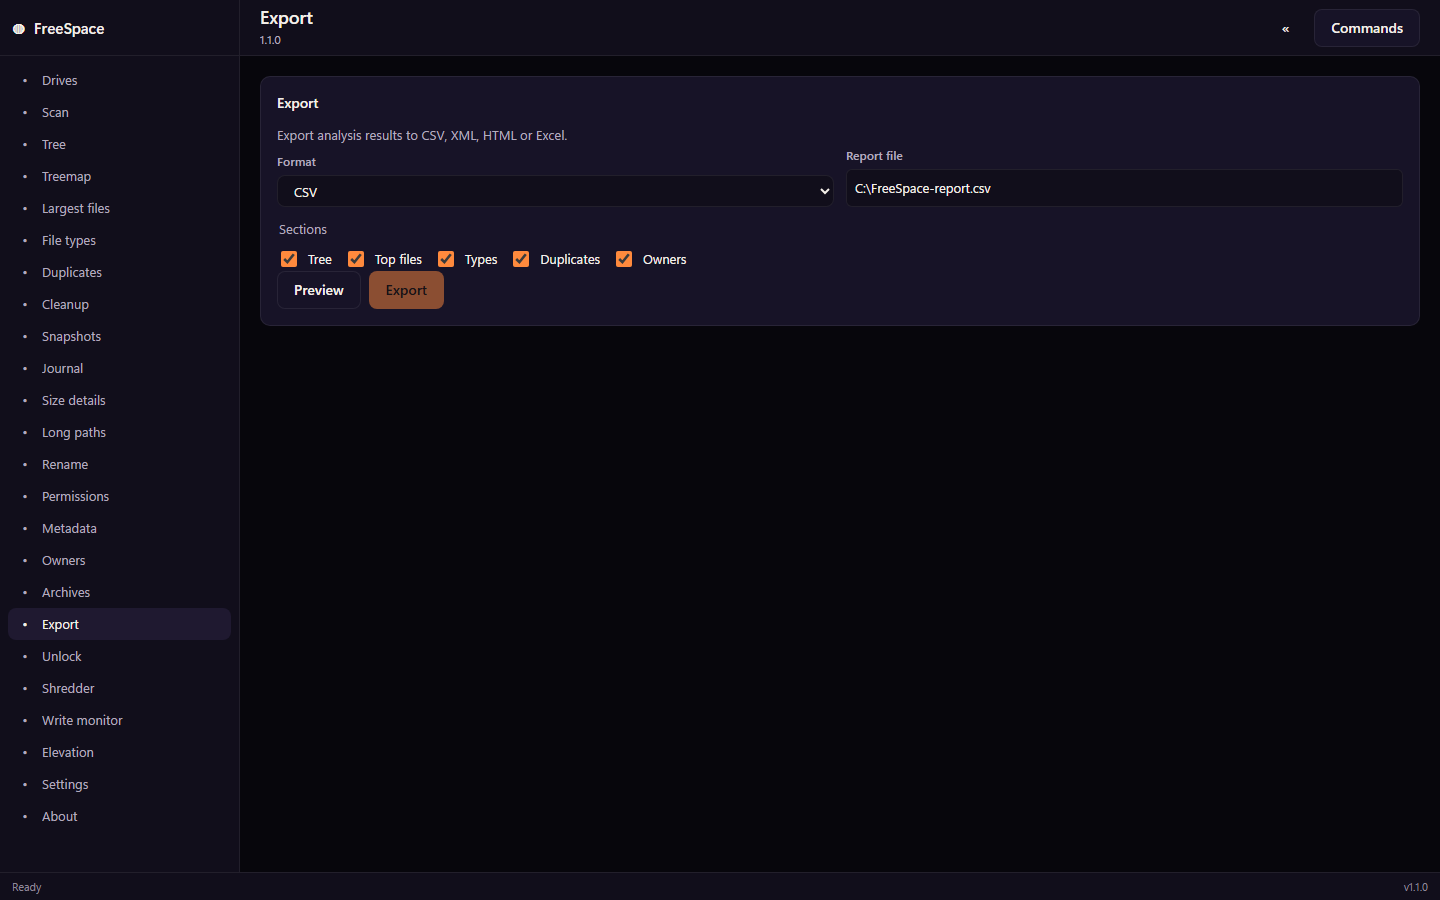 FreeSpace
Export
1.1.0
«
Commands
• Drives
• Scan
• Tree
• Treemap
• Largest files
• File types
• Duplicates
• Cleanup
• Snapshots
• Journal
• Size details
• Long paths
• Rename
• Permissions
• Metadata
• Owners
• Archives
• Export
• Unlock
• Shredder
• Write monitor
• Elevation
• Settings
• About
Export
Export analysis results to CSV, XML, HTML or Excel.
Format
CSV
Report file
C:\FreeSpace-report.csv
Sections
Tree Top files Types Duplicates Owners
Preview Export
Ready
v1.1.0